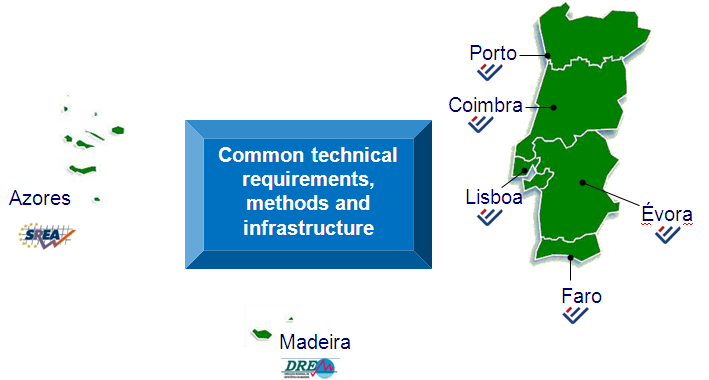 Porto
Coimbra
Common technical
requirements,
methods and
infrastructure
Azores
SREA
Lisboa
Évora
Faro
Madeira
DREM